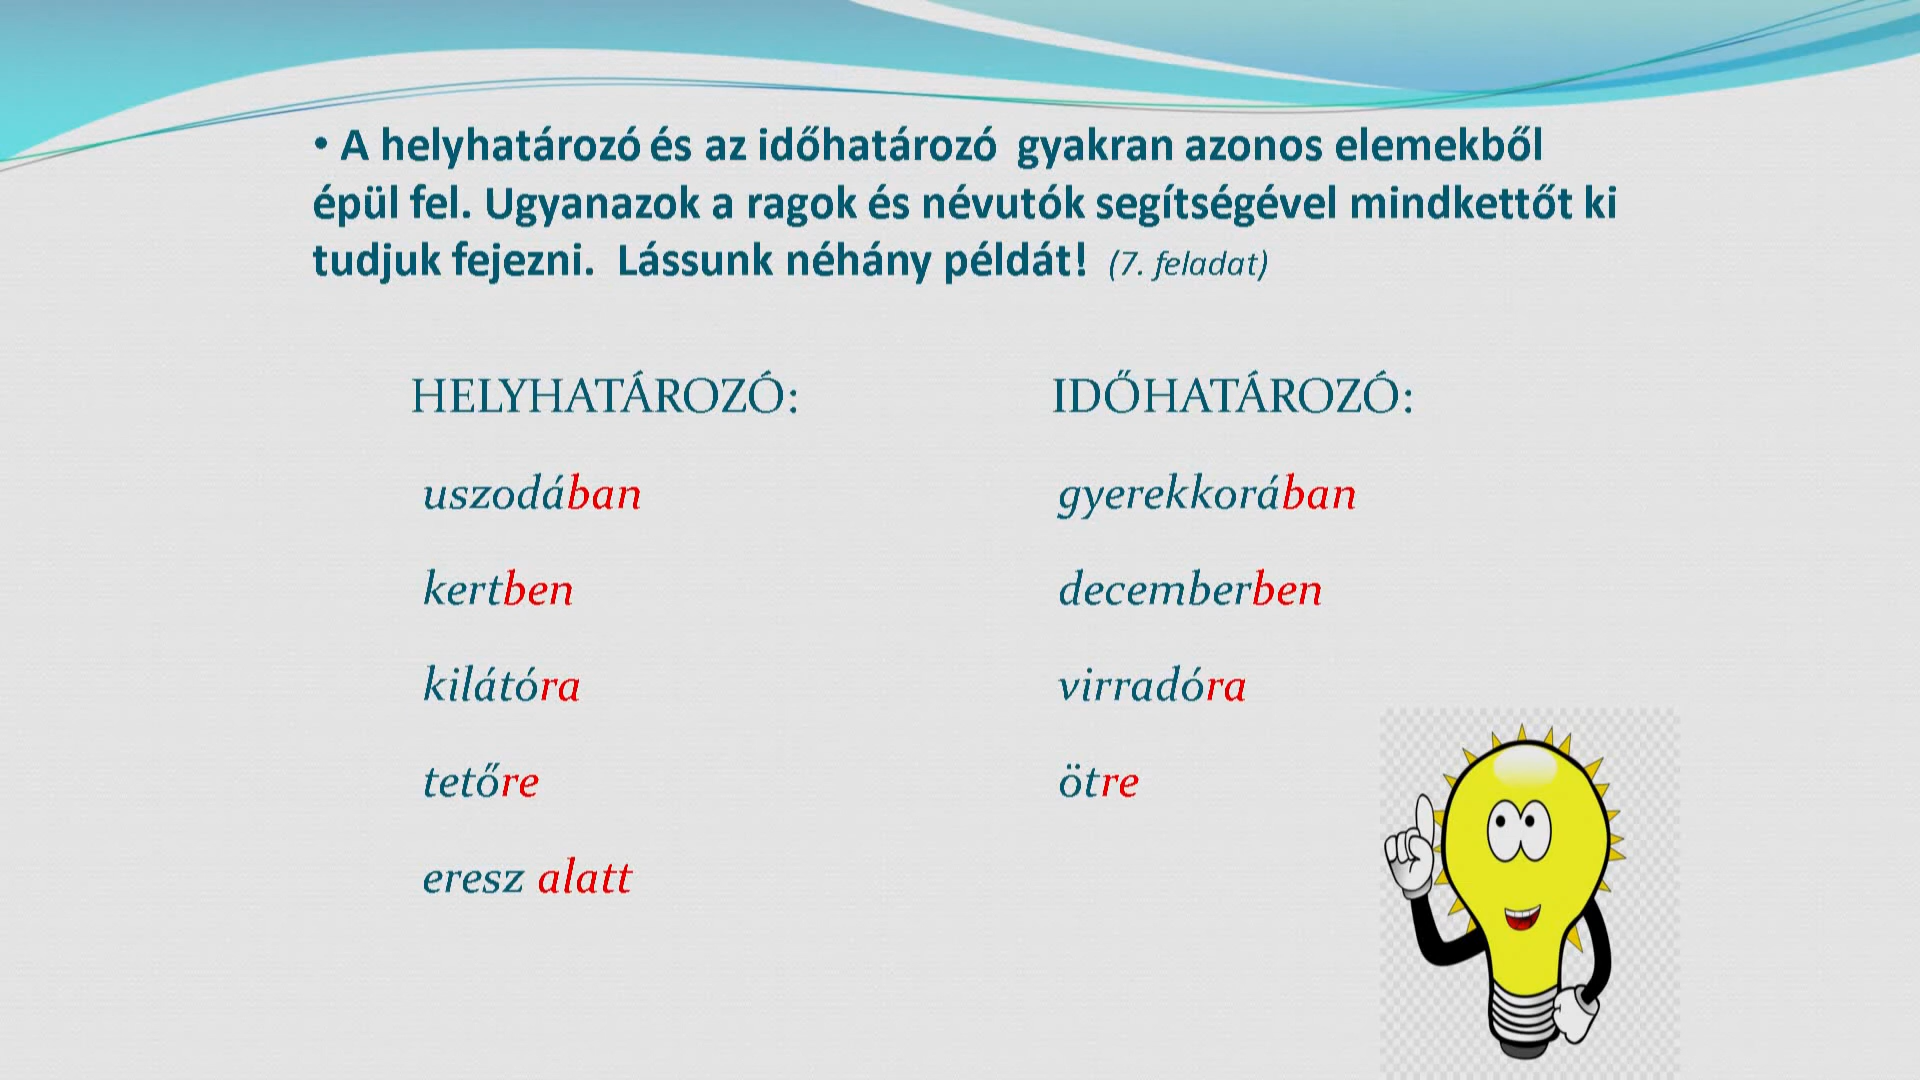 • A helyhatározó és az időhatározó gyakran azonos elemekből
épül fel. Ugyanazok a ragok és névutók segítségével mindkettőt ki
tudjuk fejezni. Lássunk néhány példát! (7. feladat)
HELYHATÁROZÓ:
uszodában
kertben
kilátóra
tetőre
eresz alatt
IDŐHATÁROZÓ:
gyerekkorában
decemberben
virradóra
ötre